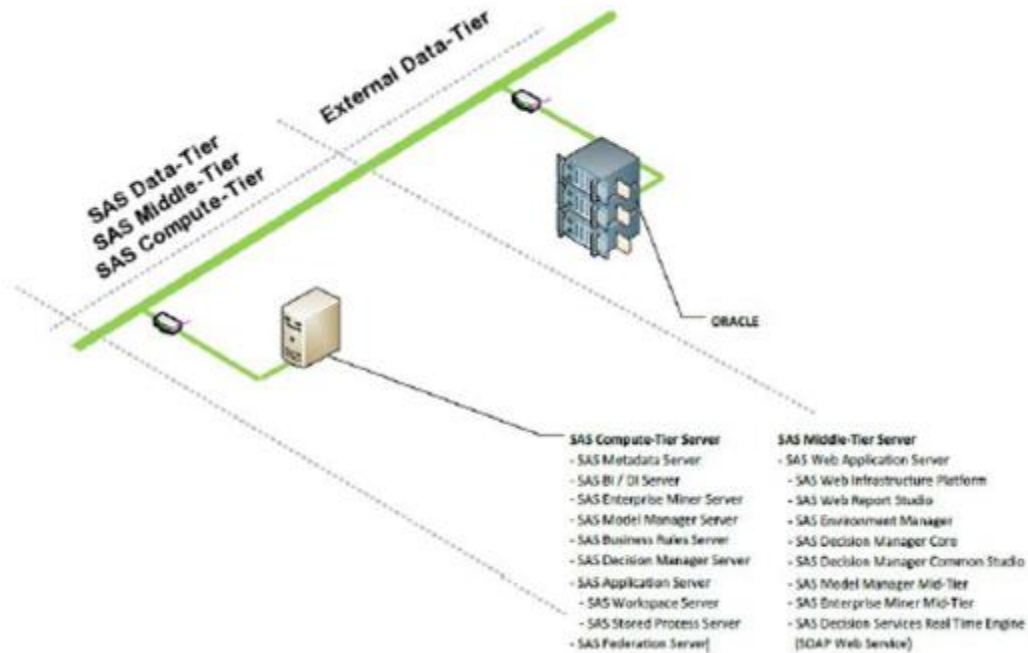 External Data-Tier
SAS Data-Tier
SAS Middle-Tier
SAS Compute-Tier
ORACLE
SAS Compute-Tier Server
- SAS Metadata Server
- SAS BI / DI Server
- SAS Enterprise Miner Server
- SAS Model Manager Server
- SAS Business Rules Server
- SAS Decision Manager Server
- SAS Application Server
- SAS Workspace Server
- SAS Stored Process Server
- SAS Federation Server[
SAS Middle-Tier Server
- SAS Web Application Server
- SAS Web Infrastructure Platform
- SAS Web Report Studio
- SAS Environment Manager
- SAS Decision Manager Core
- SAS Decision Manager Common Studio
- SAS Model Manager Mid-Tier
- SAS Enterprise Miner Mid-Tier
- SAS Decision Services Real Time Engine
(SOAP Web Service)